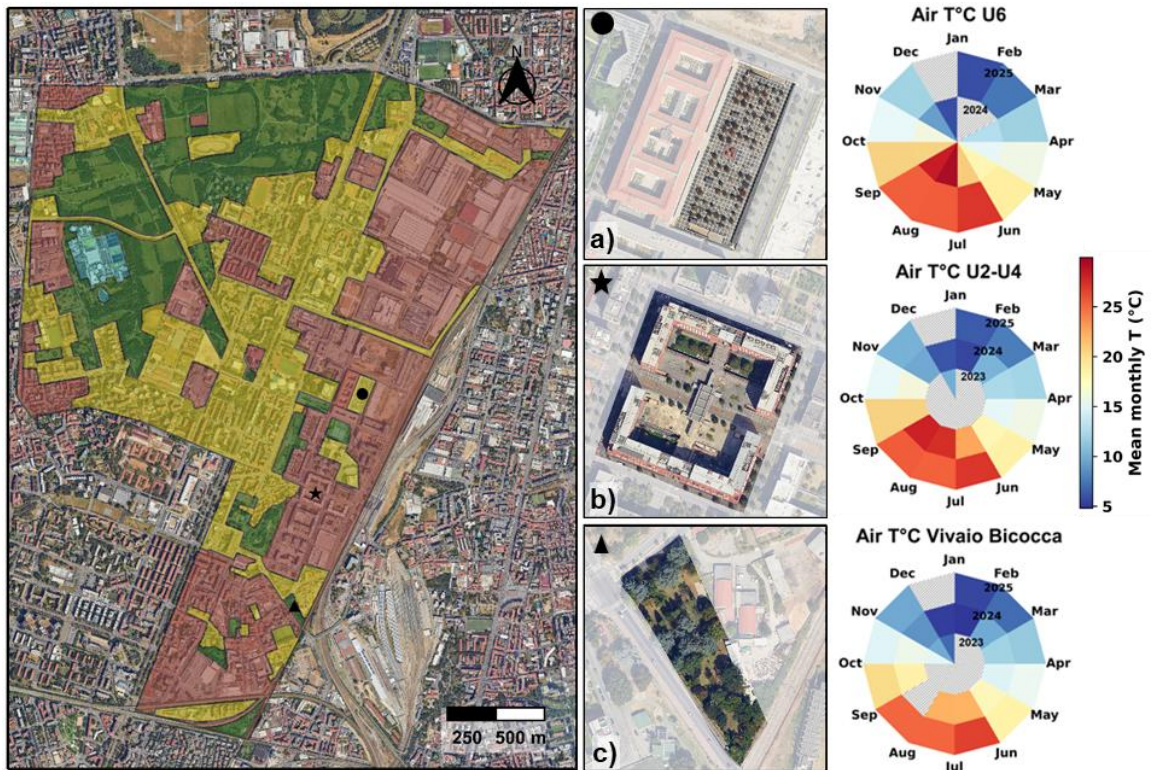 N
250 500 m
a)
b)
c)
Air T°C U6
Jan
Dec
Feb
2025
Nov
Mar
2024
Oct
Apr
Sep
May
Aug
Jun
Jul
Air T°C U2-U4
Jan
Dec
Feb
2025
Nov
2024
Mar
2023
Oct
Apr
Sep
May
Aug
Jun
Jul
25
20
15
10
5
Mean monthly T (°C)
Air T°C Vivaio Bicocca
Jan
Dec
Feb
2025
Nov
2024
Mar
2023
Oct
Apr
Sep
May
Aug
Jun
Jul